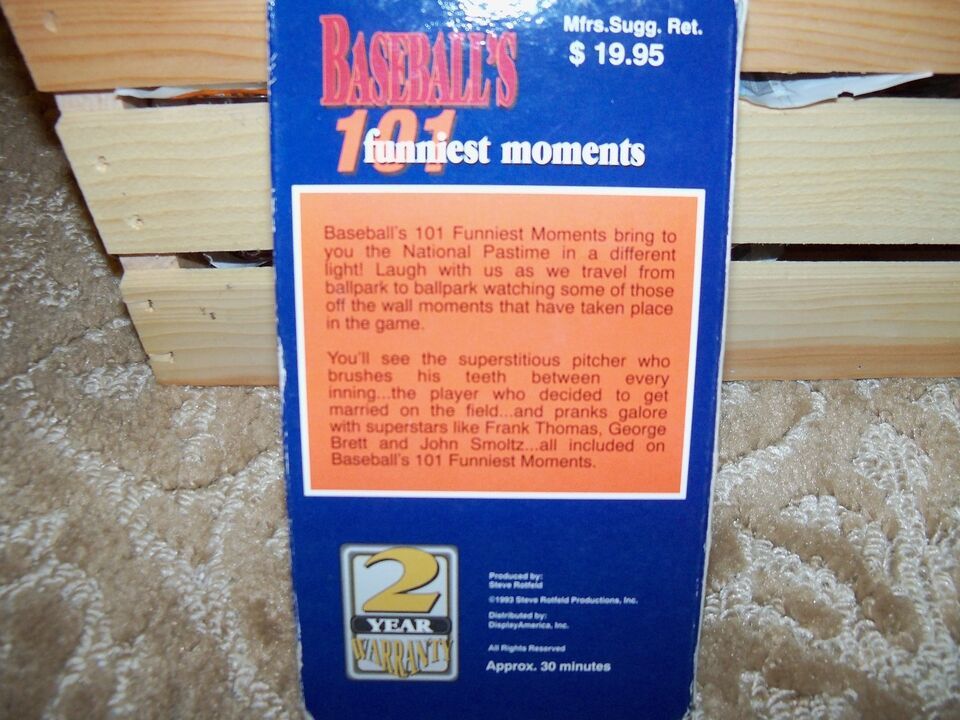 Mfrs.Sugg. Ret.
$ 19.95
BASEBALL'S
101
funniest moments
Baseball's 101 Funniest Moments bring to
you the National Pastime in a different
light! Laugh with us as we travel from
ballpark to ballpark watching some of those
off the wall moments that have taken place
in the game.
You'll see the superstitious pitcher who
brushes his teeth between every
inning...the player who decided to get
married on the field...and pranks galore
with superstars like Frank Thomas, George
Brett and John Smoltz...all included on
Baseball's 101 Funniest Moments.
2
YEAR
WARRANTY
Produced by:
Steve Rotfeld
©1993 Steve Rotfeld Productions, Inc.
Distributed by:
DisplayAmerica, Inc.
All Rights Reserved
Approx. 30 minutes